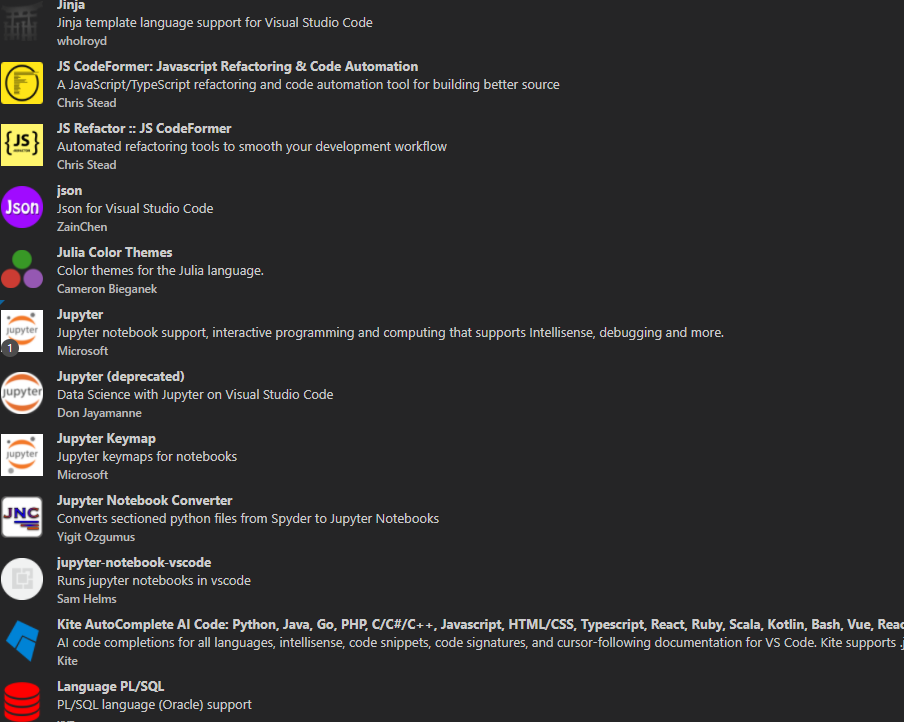 Jinja
Jinja template language support for Visual Studio Code
wholroyd
JS CodeFormer: Javascript Refactoring & Code Automation
A JavaScript/TypeScript refactoring and code automation tool for building better source
Chris Stead
{JS}
JS Refactor :: JS CodeFormer
Automated refactoring tools to smooth your development workflow
Chris Stead
Json
json
Json for Visual Studio Code
ZainChen
Julia Color Themes
Color themes for the Julia language.
Cameron Bieganek
jupyter
1
Jupyter
Jupyter notebook support, interactive programming and computing that supports Intellisense, debugging and more.
Microsoft
jupyter
Jupyter (deprecated)
Data Science with Jupyter on Visual Studio Code
Don Jayamanne
jupyter
Jupyter Keymap
Jupyter keymaps for notebooks
Microsoft
JNC
Jupyter Notebook Converter
Converts sectioned python files from Spyder to Jupyter Notebooks
Yigit Ozgumus
jupyter-notebook-vscode
Runs jupyter notebooks in vscode
Sam Helms
Kite AutoComplete AI Code: Python, Java, Go, PHP, C/C#/C++, Javascript, HTML/CSS, Typescript, React, Ruby, Scala, Kotlin, Bash, Vue, Reac
AI code completions for all languages, intellisense, code snippets, code signatures, and cursor-following documentation for VS Code. Kite supports .j
Kite
Language PL/SQL
PL/SQL language (Oracle) support